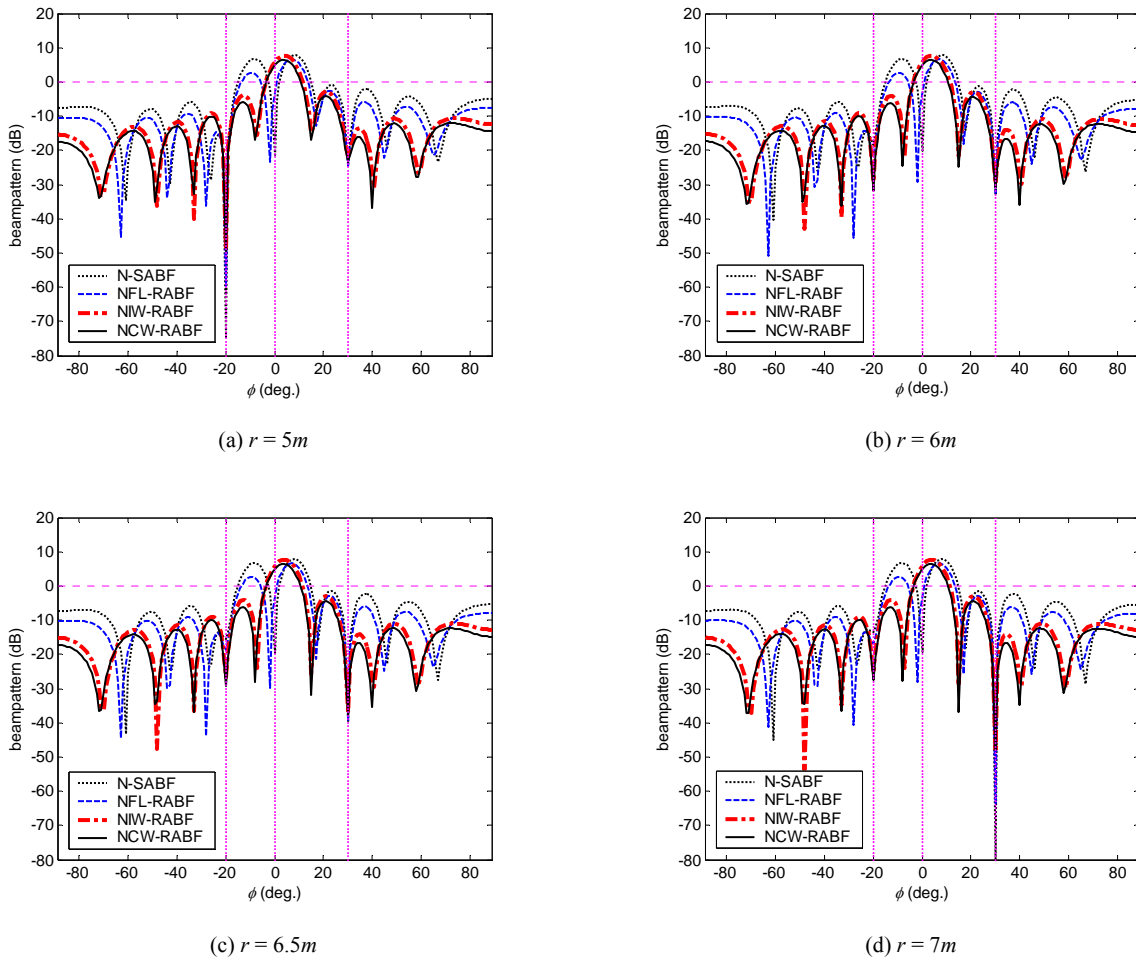 20
10
0
-10
-20
-30
-40
-50
-60
-70
-80
beampattern (dB)
N-SABF
NFL-RABF
NIW-RABF
NCW-RABF
-80 -60 -40 -20 0 20 40 60 80
ϕ (deg.)
(a) r = 5m
20
10
0
-10
-20
-30
-40
-50
-60
-70
-80
beampattern (dB)
N-SABF
NFL-RABF
NIW-RABF
NCW-RABF
-80 -60 -40 -20 0 20 40 60 80
ϕ (deg.)
(b) r = 6m
20
10
0
-10
-20
-30
-40
-50
-60
-70
-80
beampattern (dB)
N-SABF
NFL-RABF
NIW-RABF
NCW-RABF
-80 -60 -40 -20 0 20 40 60 80
ϕ (deg.)
(c) r = 6.5m
20
10
0
-10
-20
-30
-40
-50
-60
-70
-80
beampattern (dB)
N-SABF
NFL-RABF
NIW-RABF
NCW-RABF
-80 -60 -40 -20 0 20 40 60 80
ϕ (deg.)
(d) r = 7m